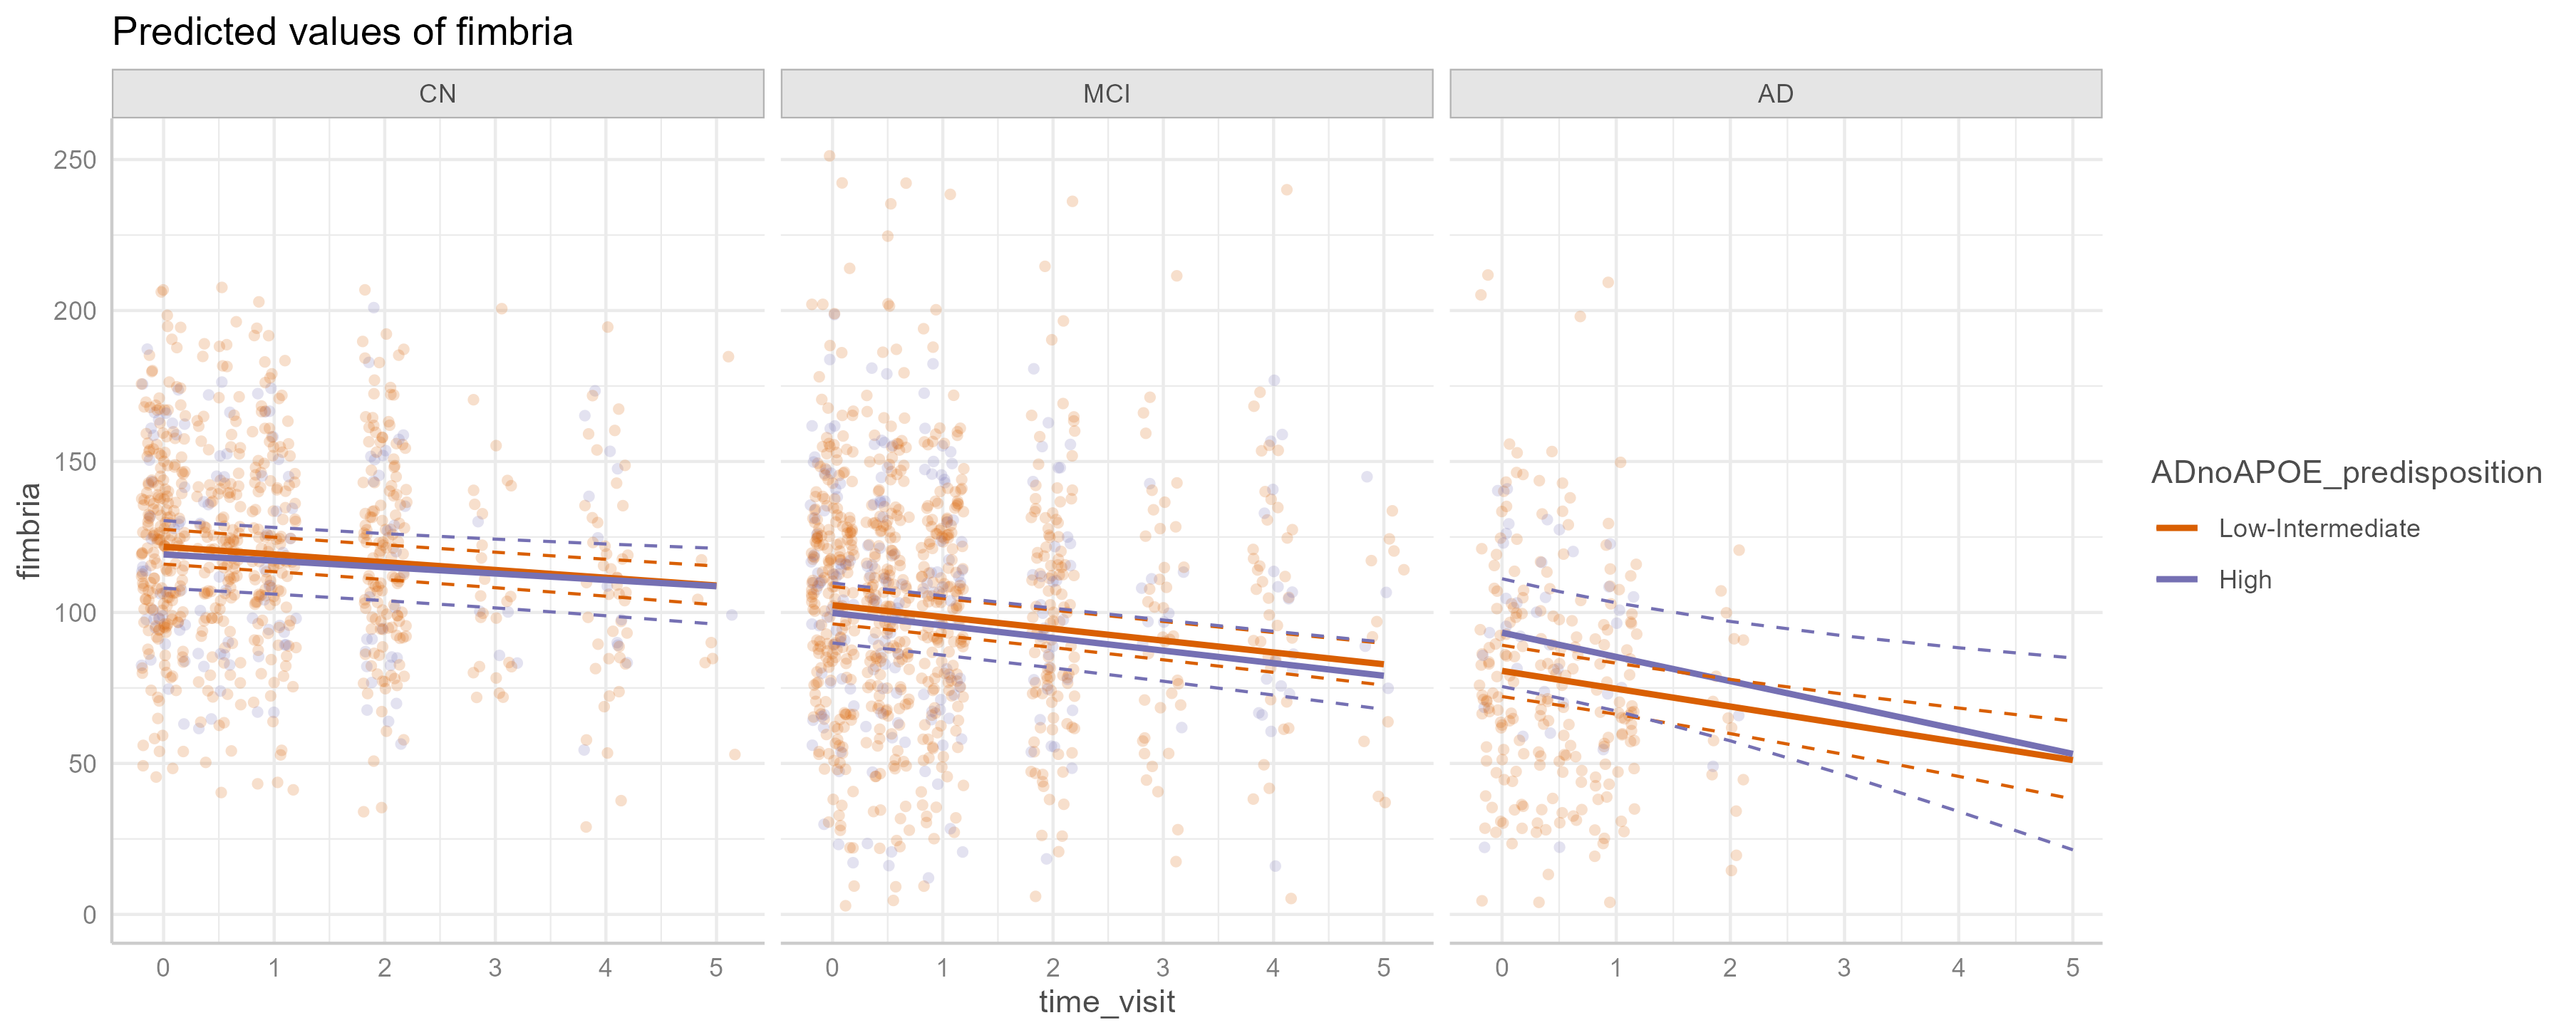 Predicted values of fimbria
CN MCI AD
250
200
150
100
50
0
fimbria
0 1 2 3 4 5 0 1 2 3 4 5 0 1 2 3 4 5
time_visit
ADnoAPOE_predisposition
Low-Intermediate
High